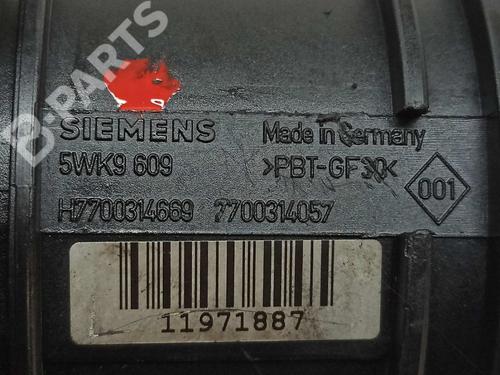 B-PARTS
SIEMENS
Made in Germany
5WK9 609
>PBT-GF30<
001
H7700314669 7700314057
11971887